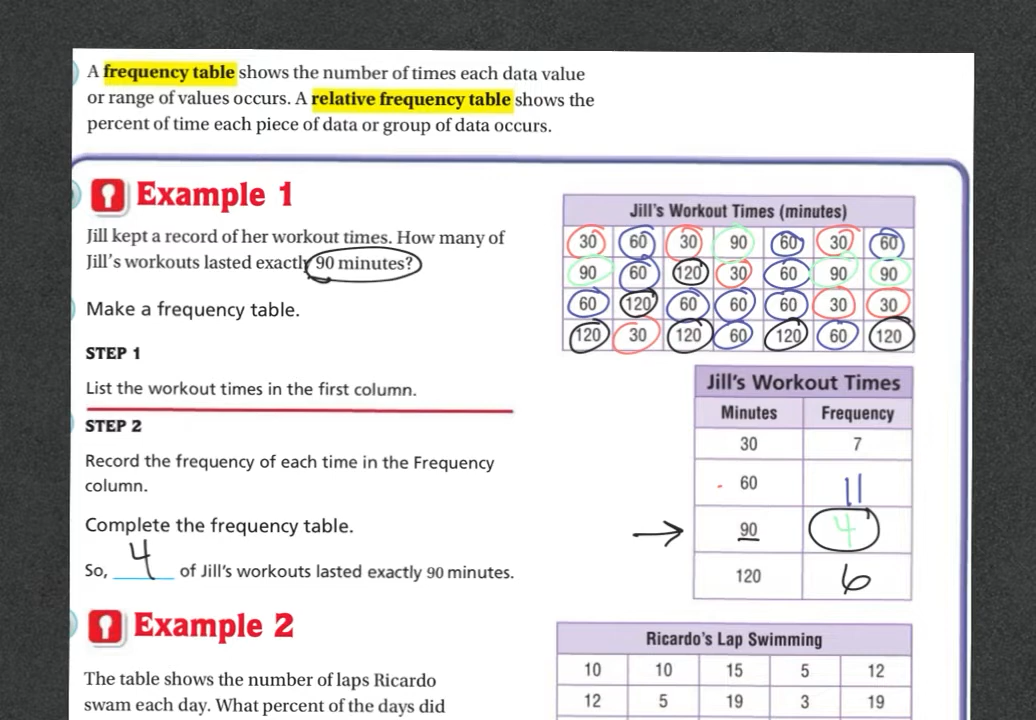 A frequency table shows the number of times each data value
or range of values occurs. A relative frequency table shows the
percent of time each piece of data or group of data occurs.
Example 1
Jill kept a record of her workout times. How many of
Jill's workouts lasted exactly 90 minutes?
Make a frequency table.
STEP 1
List the workout times in the first column.
STEP 2
Record the frequency of each time in the Frequency
column.
Complete the frequency table.
So, 4 of Jill's workouts lasted exactly 90 minutes.
Jill's Workout Times (minutes)
30 60 30 90 60 30 60
90 60 120 30 60 90 90
60 120 60 60 60 30 30
120 30 120 60 120 60 120
Jill's Workout Times
Minutes Frequency
30 7
60 11
90 4
120 6
Example 2
The table shows the number of laps Ricardo
swam each day. What percent of the days did
Ricardo's Lap Swimming
10 10 15 5 12
12 5 19 3 19